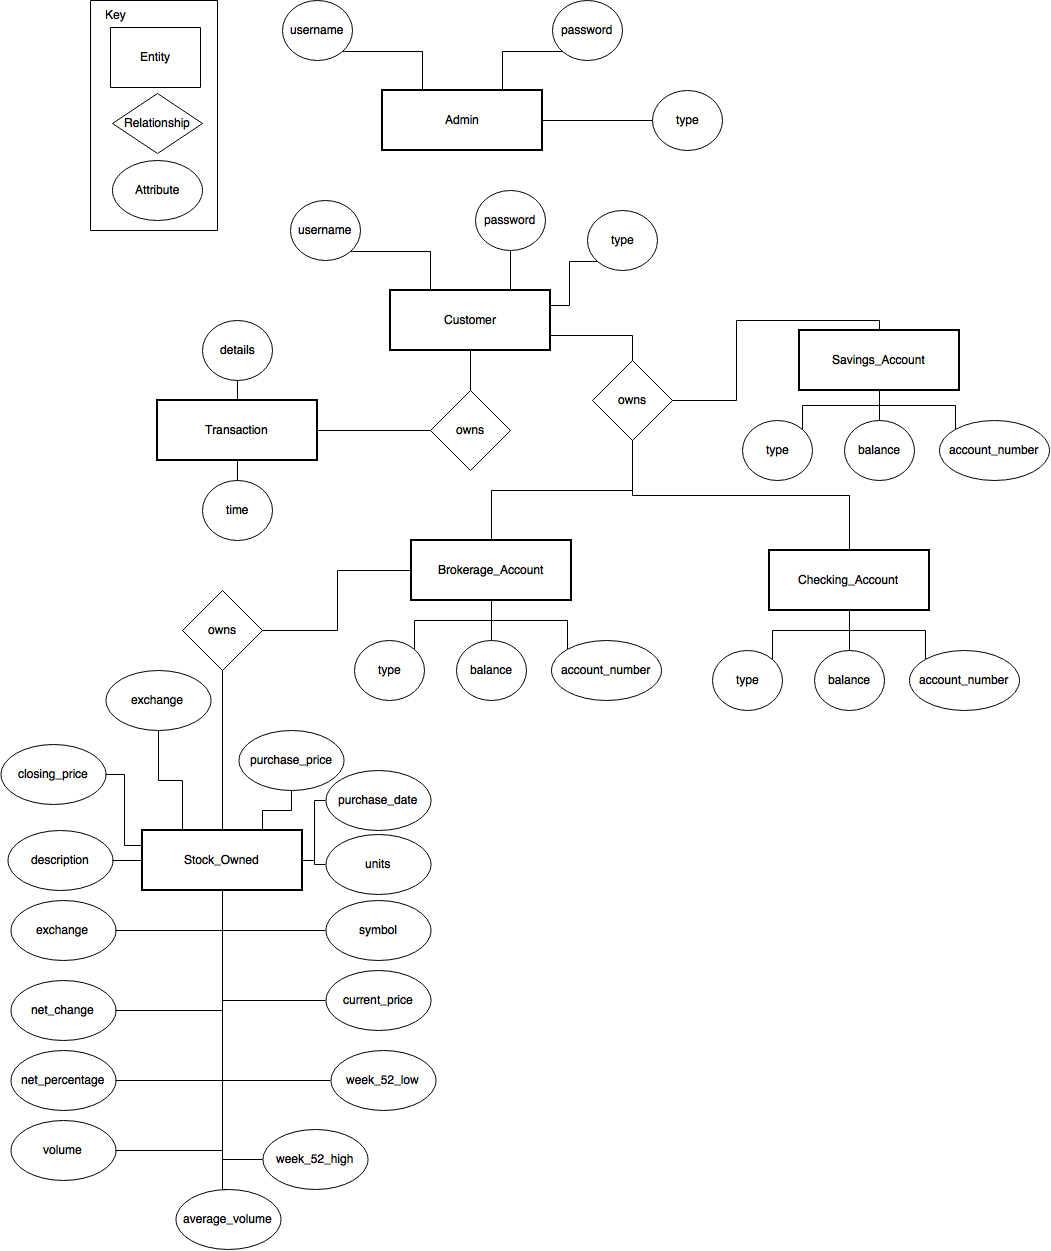 Key
Entity
Relationship
Attribute
username
password
Admin
type
username
password
type
Customer
details
Transaction
time
owns
owns
Savings_Account
type
balance
account_number
Brokerage_Account
type
balance
account_number
Checking_Account
type
balance
account_number
owns
exchange
closing_price
purchase_price
purchase_date
description
Stock_Owned
units
exchange
symbol
net_change
current_price
net_percentage
week_52_low
volume
week_52_high
average_volume